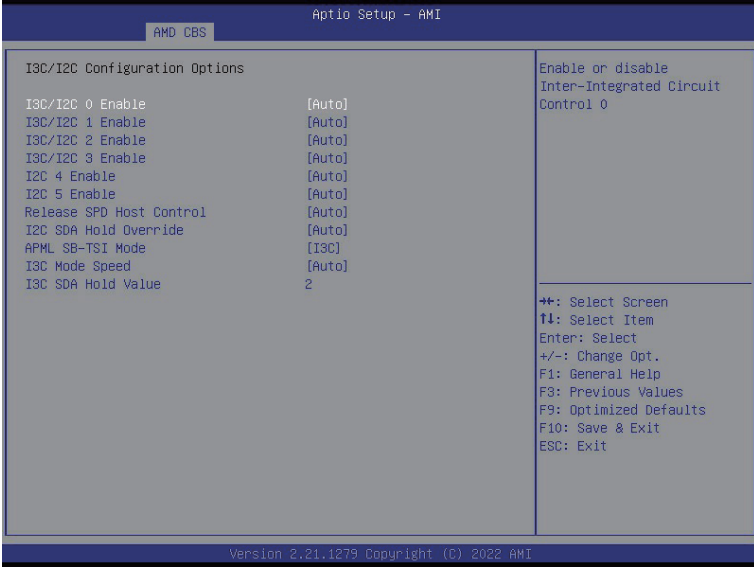 Aptio Setup – AMI
AMD CBS
I3C/I2C Configuration Options
I3C/I2C 0 Enable [Auto]
I3C/I2C 1 Enable [Auto]
I3C/I2C 2 Enable [Auto]
I3C/I2C 3 Enable [Auto]
I2C 4 Enable [Auto]
I2C 5 Enable [Auto]
Release SPD Host Control [Auto]
I2C SDA Hold Override [Auto]
APML SB-TSI Mode [I3C]
I3C Mode Speed [Auto]
I3C SDA Hold Value 2
Enable or disable
Inter-Integrated Circuit
Control 0
→←: Select Screen
↑↓: Select Item
Enter: Select
+/-: Change Opt.
F1: General Help
F3: Previous Values
F9: Optimized Defaults
F10: Save & Exit
ESC: Exit
Version 2.21.1279 Copyright (C) 2022 AMI